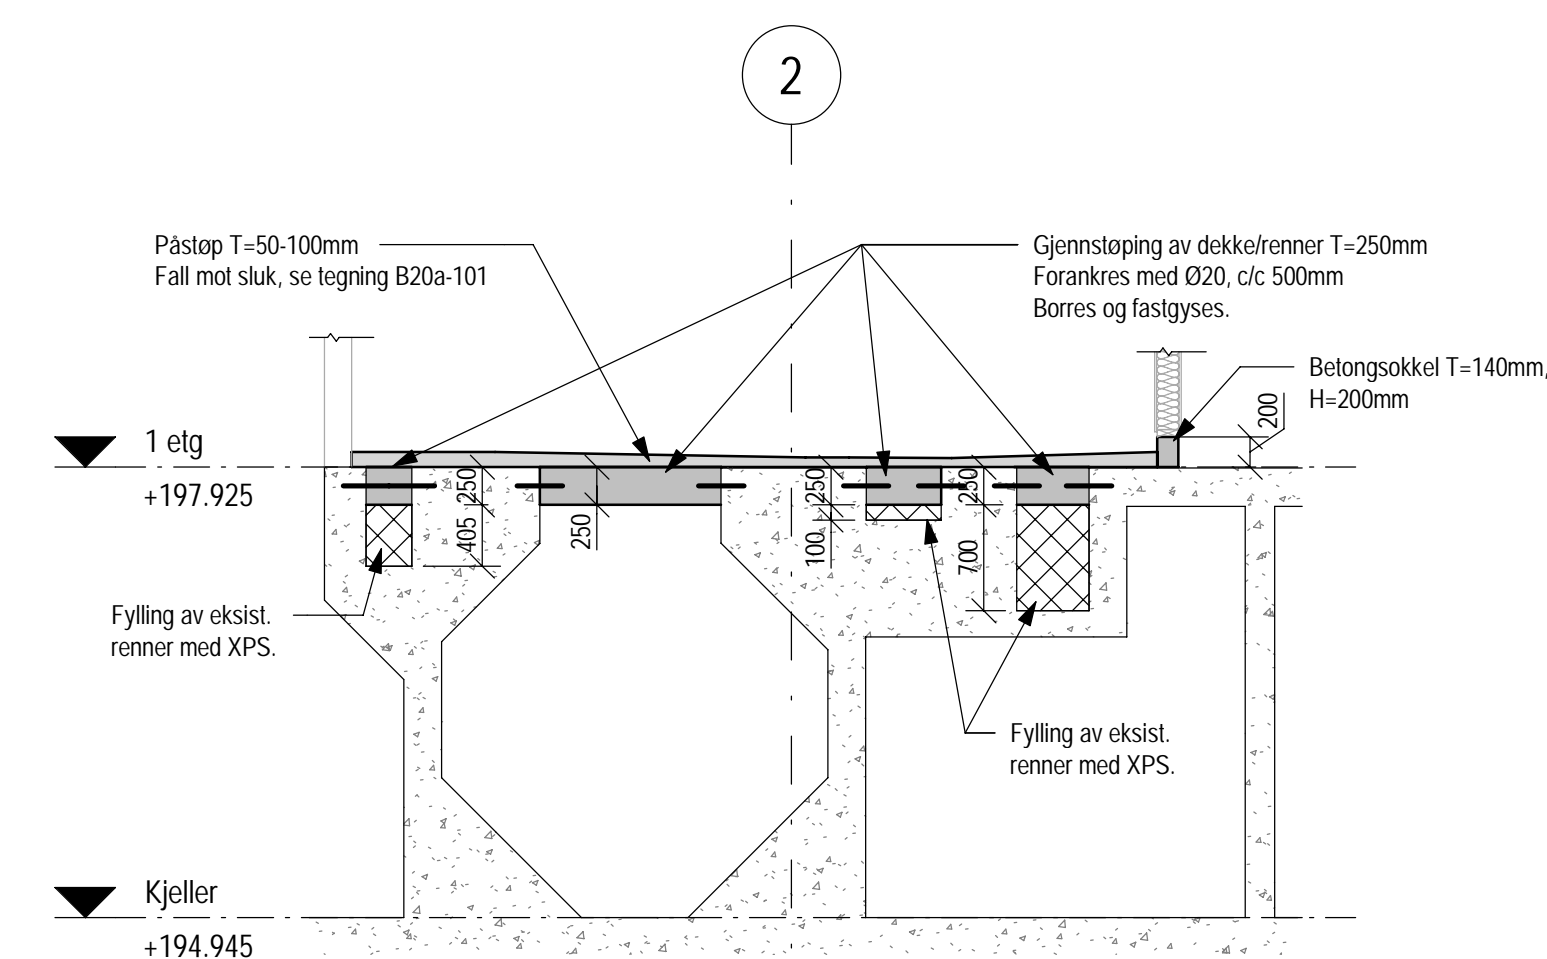 2
Påstøp T=50-100mm
Fall mot sluk, se tegning B20a-101
Gjennstøping av dekke/renner T=250mm
Forankres med Ø20, c/c 500mm
Borres og fastgyses.
Betongsokkel T=140mm,
H=200mm
200
1 etg
+197.925
250
405
250
250
100
250
700
Fylling av eksist.
renner med XPS.
Fylling av eksist.
renner med XPS.
Kjeller
+194.945